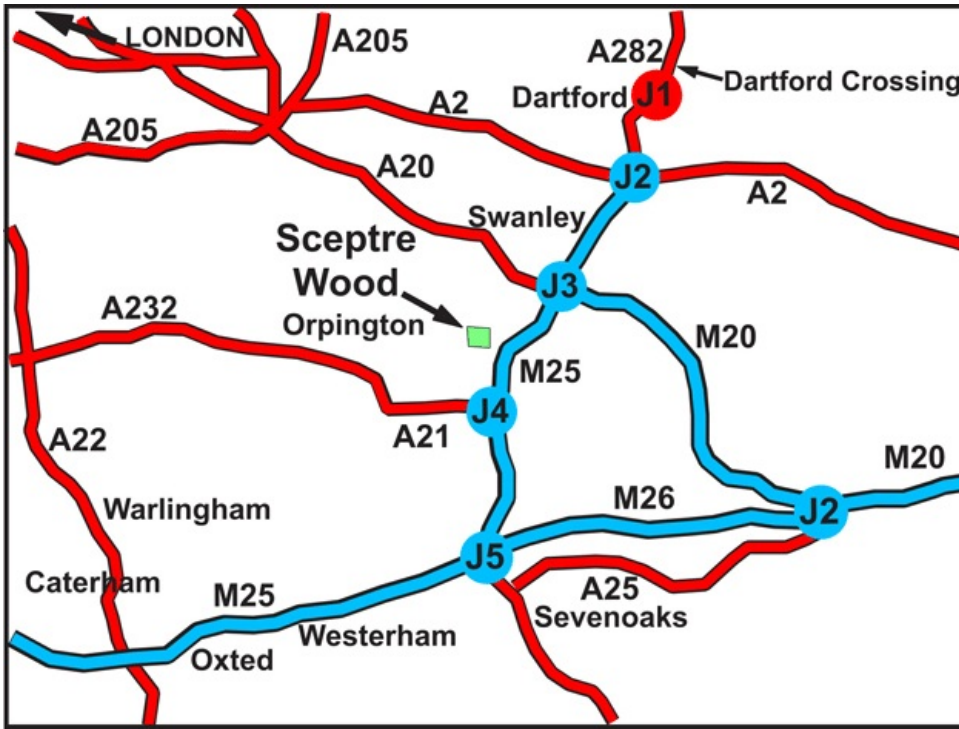 LONDON
A205
A282
Dartford Crossing
Dartford
J1
A2
A205
A20
J2
A2
Swanley
Sceptre
Wood
Orpington
J3
A232
M25
M20
J4
A21
A22
M20
M26
Warlingham
J2
J5
Caterham
M25
A25
Sevenoaks
Westerham
Oxted